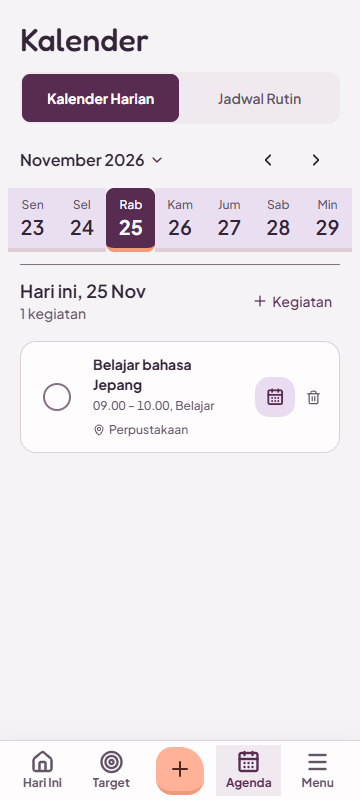 Kalender
Kalender Harian
Jadwal Rutin
November 2026
Sen Sel Rab Kam Jum Sab Min
23 24 25 26 27 28 29
Hari ini, 25 Nov
1 kegiatan
+ Kegiatan
Belajar bahasa
Jepang
09.00 – 10.00, Belajar
Perpustakaan
Hari Ini
Target
Agenda
Menu